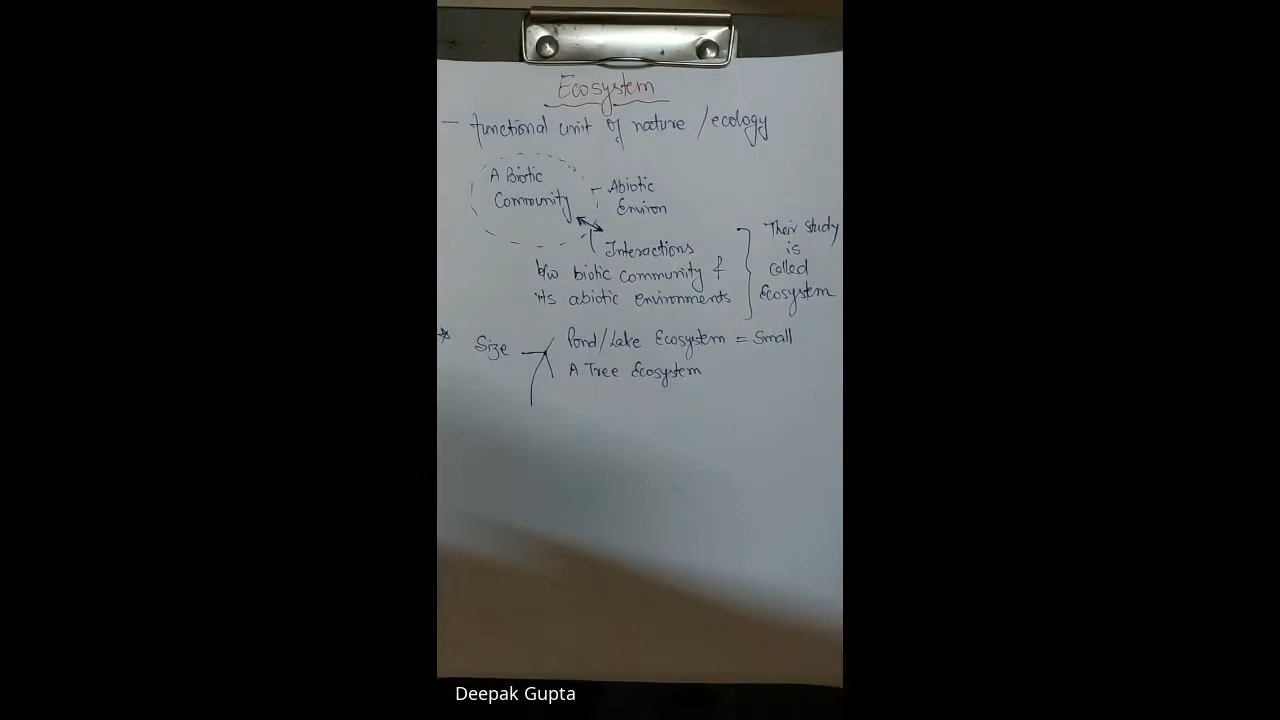 Ecosystem
— functional unit of nature / ecology
A Biotic
Community
Abiotic
Environ
Interactions
b/w biotic community &
its abiotic environments
Their study
is
called
Ecosystem
* Size
Pond/Lake Ecosystem = Small
A Tree Ecosystem
Deepak Gupta